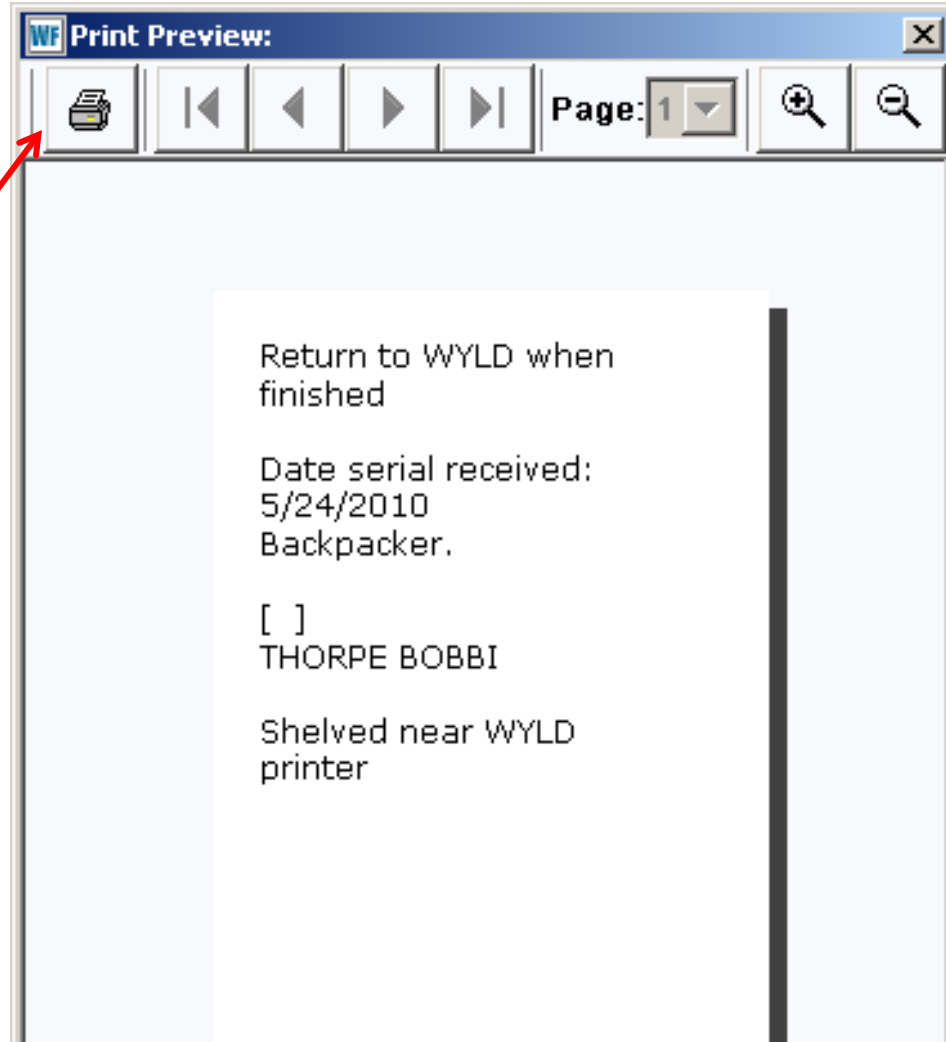 WF Print Preview:
Page: 1
Return to WYLD when
finished
Date serial received:
5/24/2010
Backpacker.
[ ]
THORPE BOBBI
Shelved near WYLD
printer